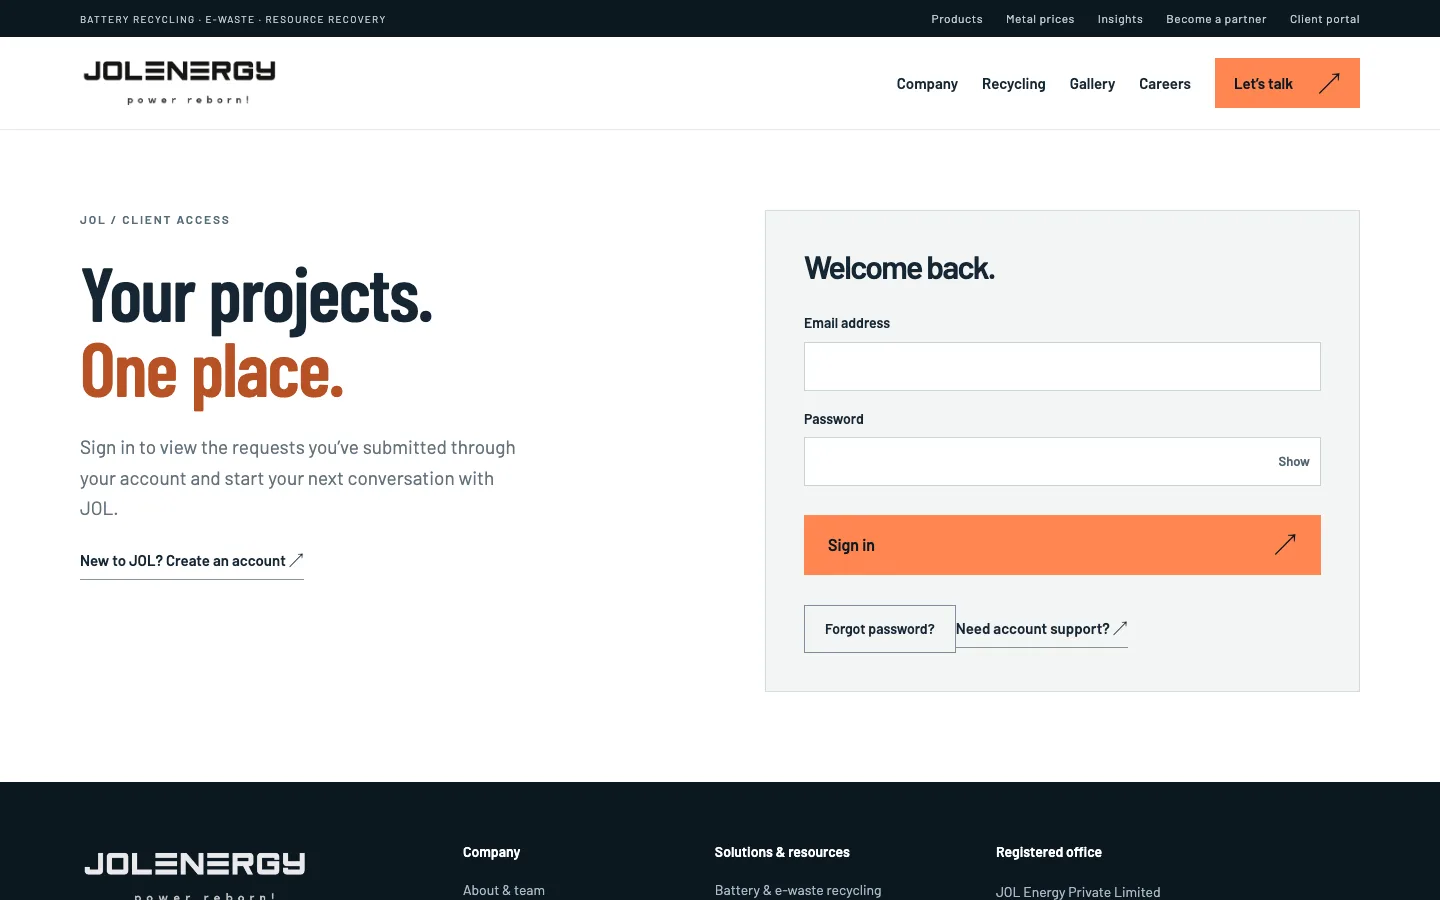 BATTERY RECYCLING · E-WASTE · RESOURCE RECOVERY
Products Metal prices Insights Become a partner Client portal
JOLENERGY
power reborn!
Company Recycling Gallery Careers Let's talk
JOL / CLIENT ACCESS
Your projects.
One place.
Sign in to view the requests you've submitted through
your account and start your next conversation with
JOL.
New to JOL? Create an account
Welcome back.
Email address
Password
Show
Sign in
Forgot password? Need account support?
JOLENERGY
power reborn!
Company
About & team
Solutions & resources
Battery & e-waste recycling
Registered office
JOL Energy Private Limited